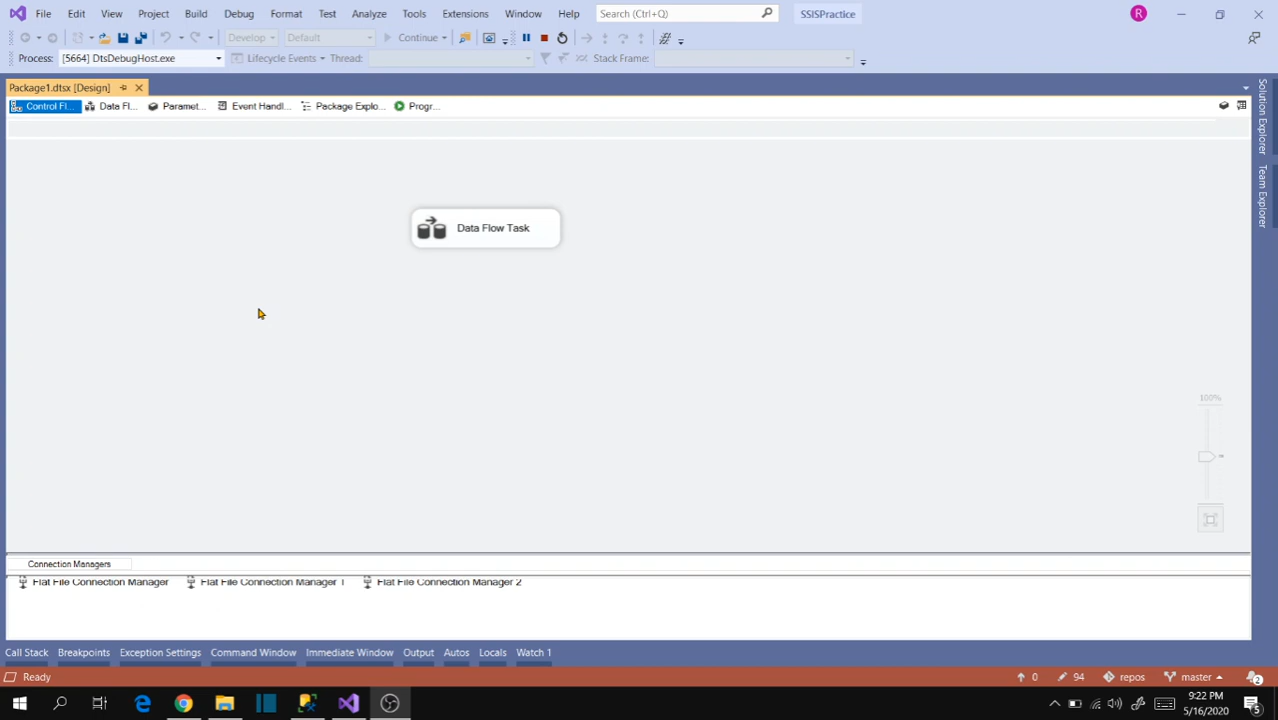 File Edit View Project Build Debug Format Test Analyze Tools Extensions Window Help Search (Ctrl+Q) SSISPractice R
Develop Default Continue
Process: [5664] DtsDebugHost.exe Lifecycle Events Thread: Stack Frame:
Package1.dtsx [Design]
Control Fl... Data Fl... Paramet... Event Handl... Package Explo... Progr...
Solution Explorer
Team Explorer
Data Flow Task
100%
Connection Managers
Flat File Connection Manager Flat File Connection Manager 1 Flat File Connection Manager 2
Call Stack Breakpoints Exception Settings Command Window Immediate Window Output Autos Locals Watch 1
Ready 0 94 repos master 2
9:22 PM
5/16/2020 5